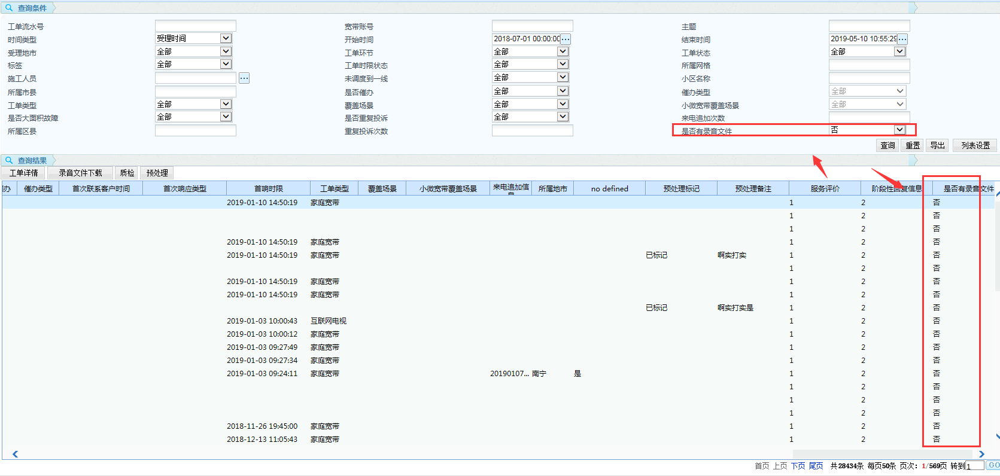 查询条件
工单流水号 宽带账号 主题
时间类型 受理时间 开始时间 2018-07-01 00:00:00 ... 结束时间 2019-05-10 10:55:29 ...
受理地市 全部 工单环节 全部 工单状态 全部
标签 全部 工单时限状态 全部 所属网格
施工人员 ... 未调度到一线 全部 小区名称
所属市县 是否催办 全部 催办类型 全部
工单类型 全部 覆盖场景 全部 小微宽带覆盖场景 全部
是否大面积故障 全部 是否重复投诉 全部 来电追加次数
所属区县 重复投诉次数 是否有录音文件 否
查询 重置 导出 列表设置
查询结果
工单详情 录音文件下载 质检 预处理
办 催办类型 首次联系客户时间 首次响应类型 首响时限 工单类型 覆盖场景 小微宽带覆盖场景 来电追加信息 所属地市 no defined 预处理标记 预处理备注 服务评价 阶段性回复信息 是否有录音文件
2019-01-10 14:50:19 家庭宽带 1 2 否
1 2 否
1 2 否
2019-01-10 14:50:19 家庭宽带 1 2 否
2019-01-10 14:50:19 家庭宽带 已标记 啊实打实 1 2 否
1 2 否
2019-01-10 14:50:19 家庭宽带 1 2 否
2019-01-10 14:50:19 家庭宽带 1 2 否
已标记 啊实打实是 1 2 否
2019-01-03 10:00:43 互联网电视 1 2 否
2019-01-03 10:00:12 家庭宽带 1 2 否
2019-01-03 09:27:49 家庭宽带 1 2 否
2019-01-03 09:27:34 家庭宽带 1 2 否
2019-01-03 09:24:11 家庭宽带 20190107... 南宁 是 1 2 否
1 2 否
1 2 否
1 2 否
2018-11-26 19:45:00 家庭宽带 1 2 否
2018-12-13 11:05:43 家庭宽带 1 2 否
首页 上页 下页 尾页 共28434条 每页50条 页次：1/569页 转到 1 GO